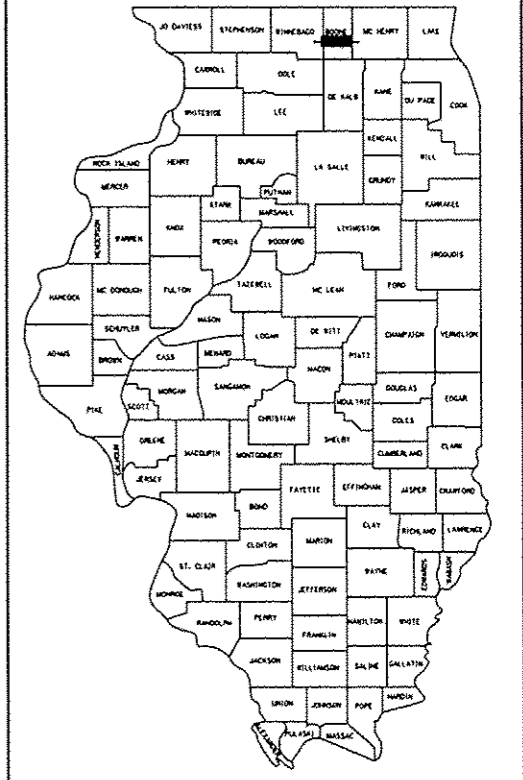 JO DAVIESS STEPHENSON WINNEBAGO BOONE MC HENRY LAKE
CARROLL OGLE DE KALB KANE DU PAGE COOK
WHITESIDE LEE KENDALL WILL
ROCK ISLAND HENRY BUREAU LA SALLE GRUNDY
MERCER PUTNAM KANKAKEE
STARK MARSHALL LIVINGSTON
HENDERSON WARREN KNOX PEORIA WOODFORD IROQUOIS
HANCOCK MC DONOUGH FULTON TAZEWELL MC LEAN FORD
SCHUYLER MASON LOGAN DE WITT CHAMPAIGN VERMILION
ADAMS BROWN CASS MENARD MACON PIATT
PIKE SCOTT MORGAN SANGAMON CHRISTIAN MOULTRIE DOUGLAS EDGAR
COLES
CALHOUN GREENE MACOUPIN MONTGOMERY SHELBY CUMBERLAND CLARK
JERSEY FAYETTE EFFINGHAM JASPER CRAWFORD
MADISON BOND CLAY RICHLAND LAWRENCE
CLINTON MARION
ST. CLAIR WAYNE EDWARDS WABASH
MONROE WASHINGTON JEFFERSON
RANDOLPH PERRY HAMILTON WHITE
FRANKLIN
JACKSON WILLIAMSON SALINE GALLATIN
UNION JOHNSON POPE HARDIN
ALEXANDER PULASKI MASSAC